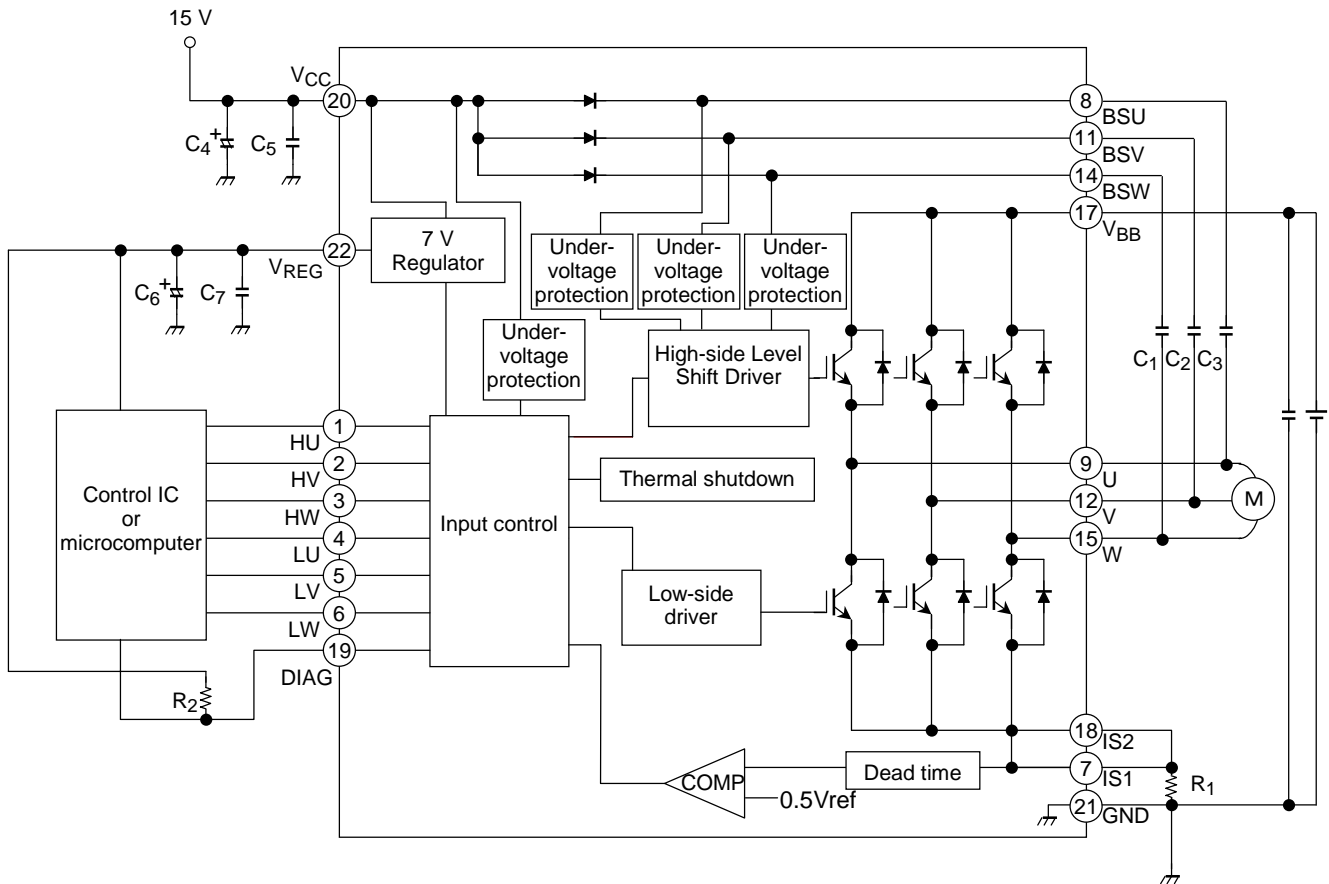 15 V
VCC
20
8
BSU
C4
+
C5
11
BSV
14
BSW
17
VBB
22
VREG
7 V
Regulator
Under-
voltage
protection
Under-
voltage
protection
Under-
voltage
protection
C6
+
C7
Under-
voltage
protection
High-side Level
Shift Driver
C1
C2
C3
Control IC
or
microcomputer
1
HU
2
HV
3
HW
4
LU
5
LV
6
LW
19
DIAG
Input control
Thermal shutdown
Low-side
driver
9
U
12
V
15
W
M
R2
18
IS2
7
IS1
21
GND
R1
COMP
Dead time
0.5Vref